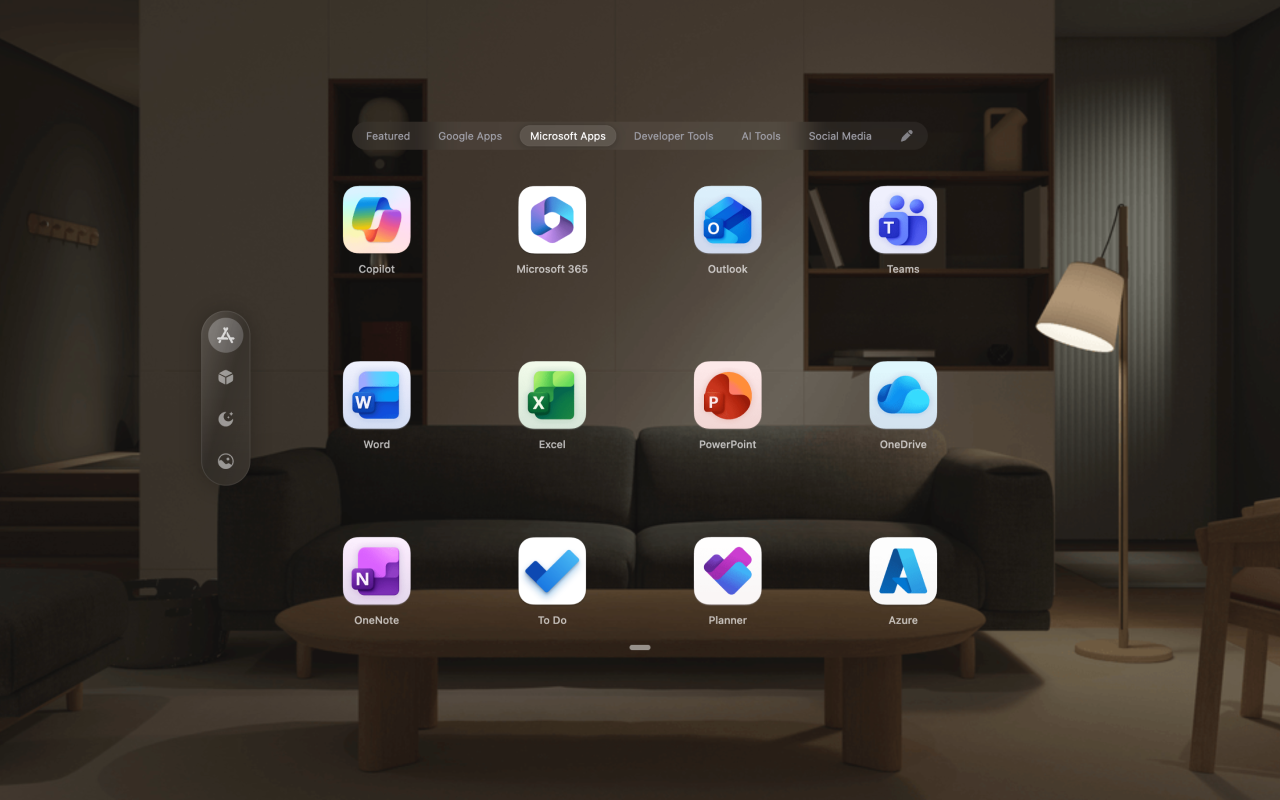 Featured
Google Apps
Microsoft Apps
Developer Tools
AI Tools
Social Media
Copilot
Microsoft 365
O
Outlook
T
Teams
W
Word
X
Excel
P
PowerPoint
OneDrive
N
OneNote
To Do
Planner
Azure